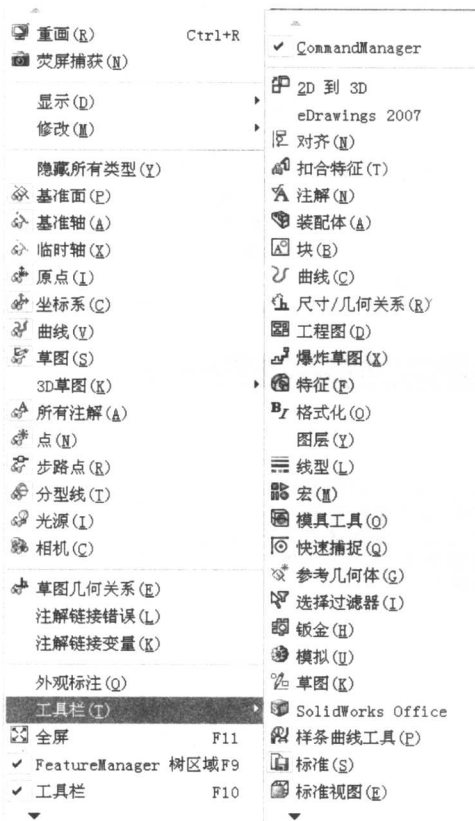 重画(R) Ctrl+R
荧屏捕获(N)
显示(D)
修改(M)
隐藏所有类型(Y)
基准面(P)
基准轴(A)
临时轴(X)
原点(I)
坐标系(C)
曲线(V)
草图(S)
3D草图(K)
所有注解(A)
点(N)
步路点(R)
分型线(T)
光源(I)
相机(C)
草图几何关系(E)
注解链接错误(L)
注解链接变量(K)
外观标注(O)
工具栏(T)
全屏 F11
FeatureManager 树区域F9
工具栏 F10
CommandManager
2D 到 3D
eDrawings 2007
对齐(N)
扣合特征(T)
注解(N)
装配体(A)
块(B)
曲线(C)
尺寸/几何关系(R)
工程图(D)
爆炸草图(X)
特征(F)
格式化(O)
图层(Y)
线型(L)
宏(M)
模具工具(O)
快速捕捉(Q)
参考几何体(G)
选择过滤器(I)
钣金(H)
模拟(U)
草图(K)
SolidWorks Office
样条曲线工具(P)
标准(S)
标准视图(E)